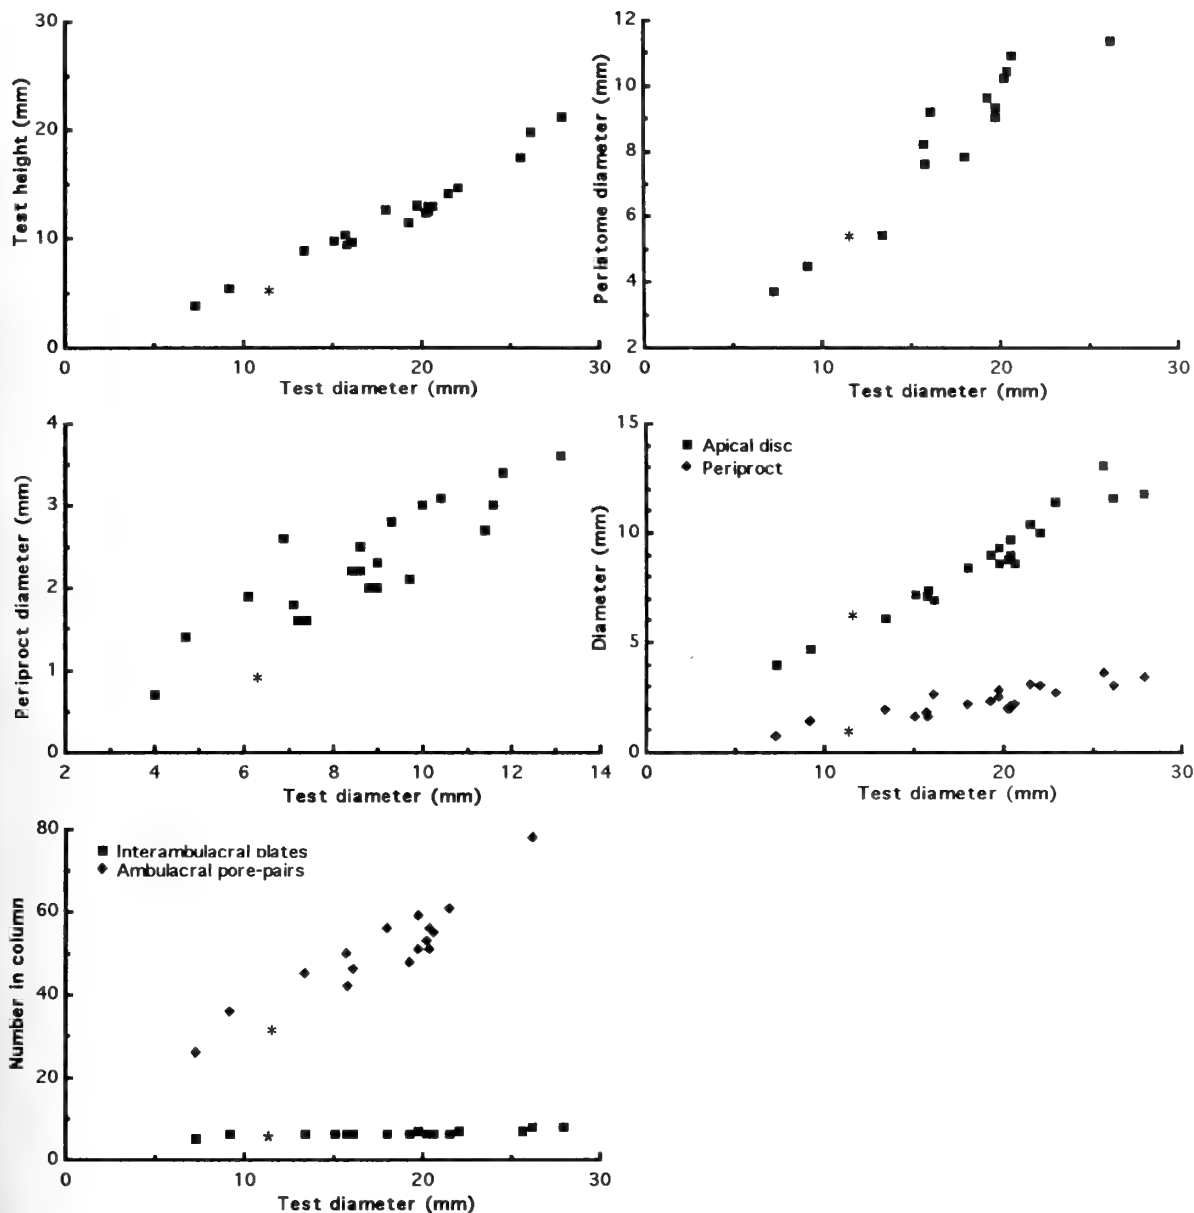 30
20
10
0
Test height (mm)
0 10 20 30
Test diameter (mm)
12
10
8
6
4
2
Peristome diameter (mm)
0 10 20 30
Test diameter (mm)
4
3
2
1
0
Periproct diameter (mm)
2 4 6 8 10 12 14
Test diameter (mm)
15
10
5
0
Diameter (mm)
Apical disc
Periproct
0 10 20 30
Test diameter (mm)
80
60
40
20
0
Number in column
Interambulacral plates
Ambulacral pore-pairs
0 10 20 30
Test diameter (mm)